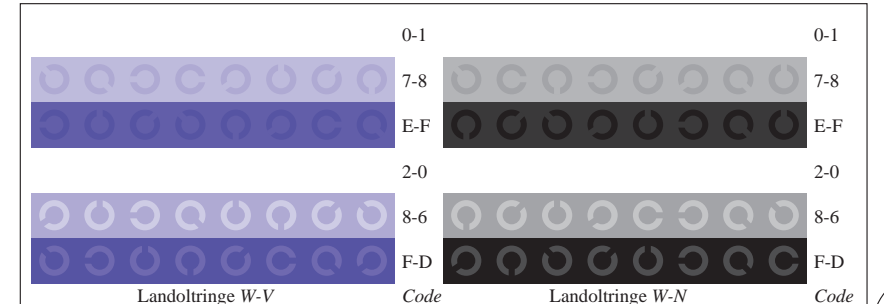 0-1 0-1
7-8 7-8
E-F E-F
2-0 2-0
8-6 8-6
F-D F-D
Landoltringe W-V Code Landoltringe W-N Code